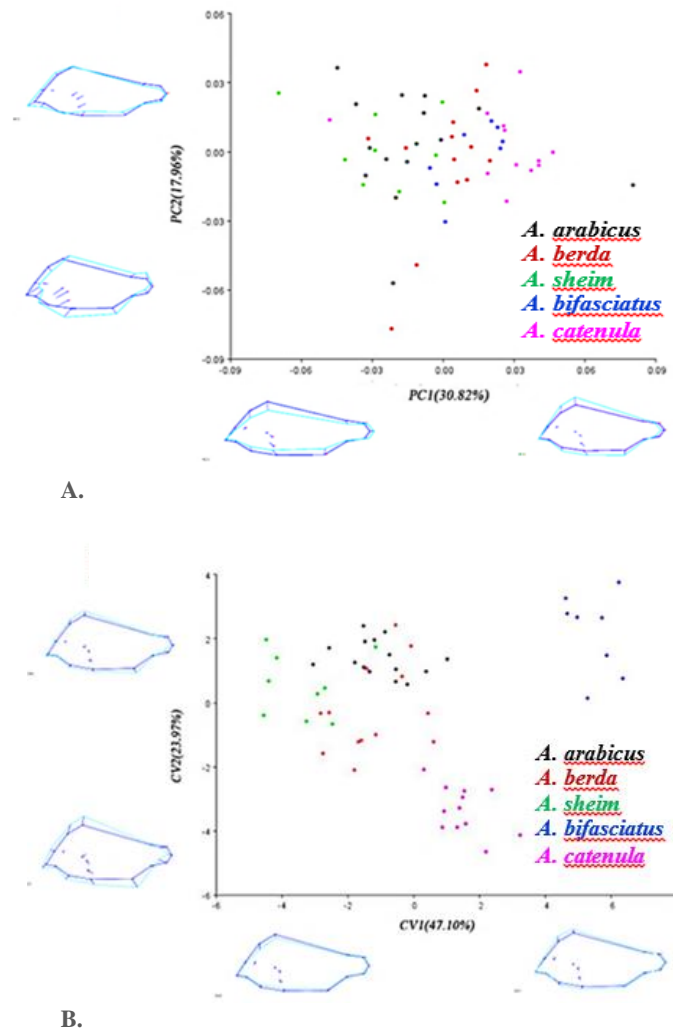 0.06
0.03
0.00
-0.03
-0.06
-0.09
PC2(17.96%)
A. arabicus
A. berda
A. sheim
A. bifasciatus
A. catenula
-0.09
-0.06
-0.03
0.00
0.03
0.06
0.09
PC1(30.82%)
A.
4
2
0
-2
-4
-6
CV2(23.97%)
A. arabicus
A. berda
A. sheim
A. bifasciatus
A. catenula
-6
-4
-2
0
2
4
6
CV1(47.10%)
B.